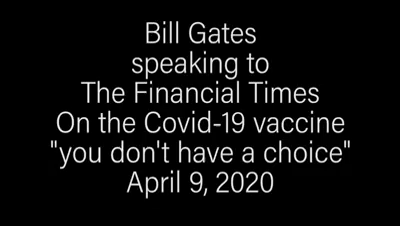 Bill Gates
speaking to
The Financial Times
On the Covid-19 vaccine
"you don't have a choice"
April 9, 2020